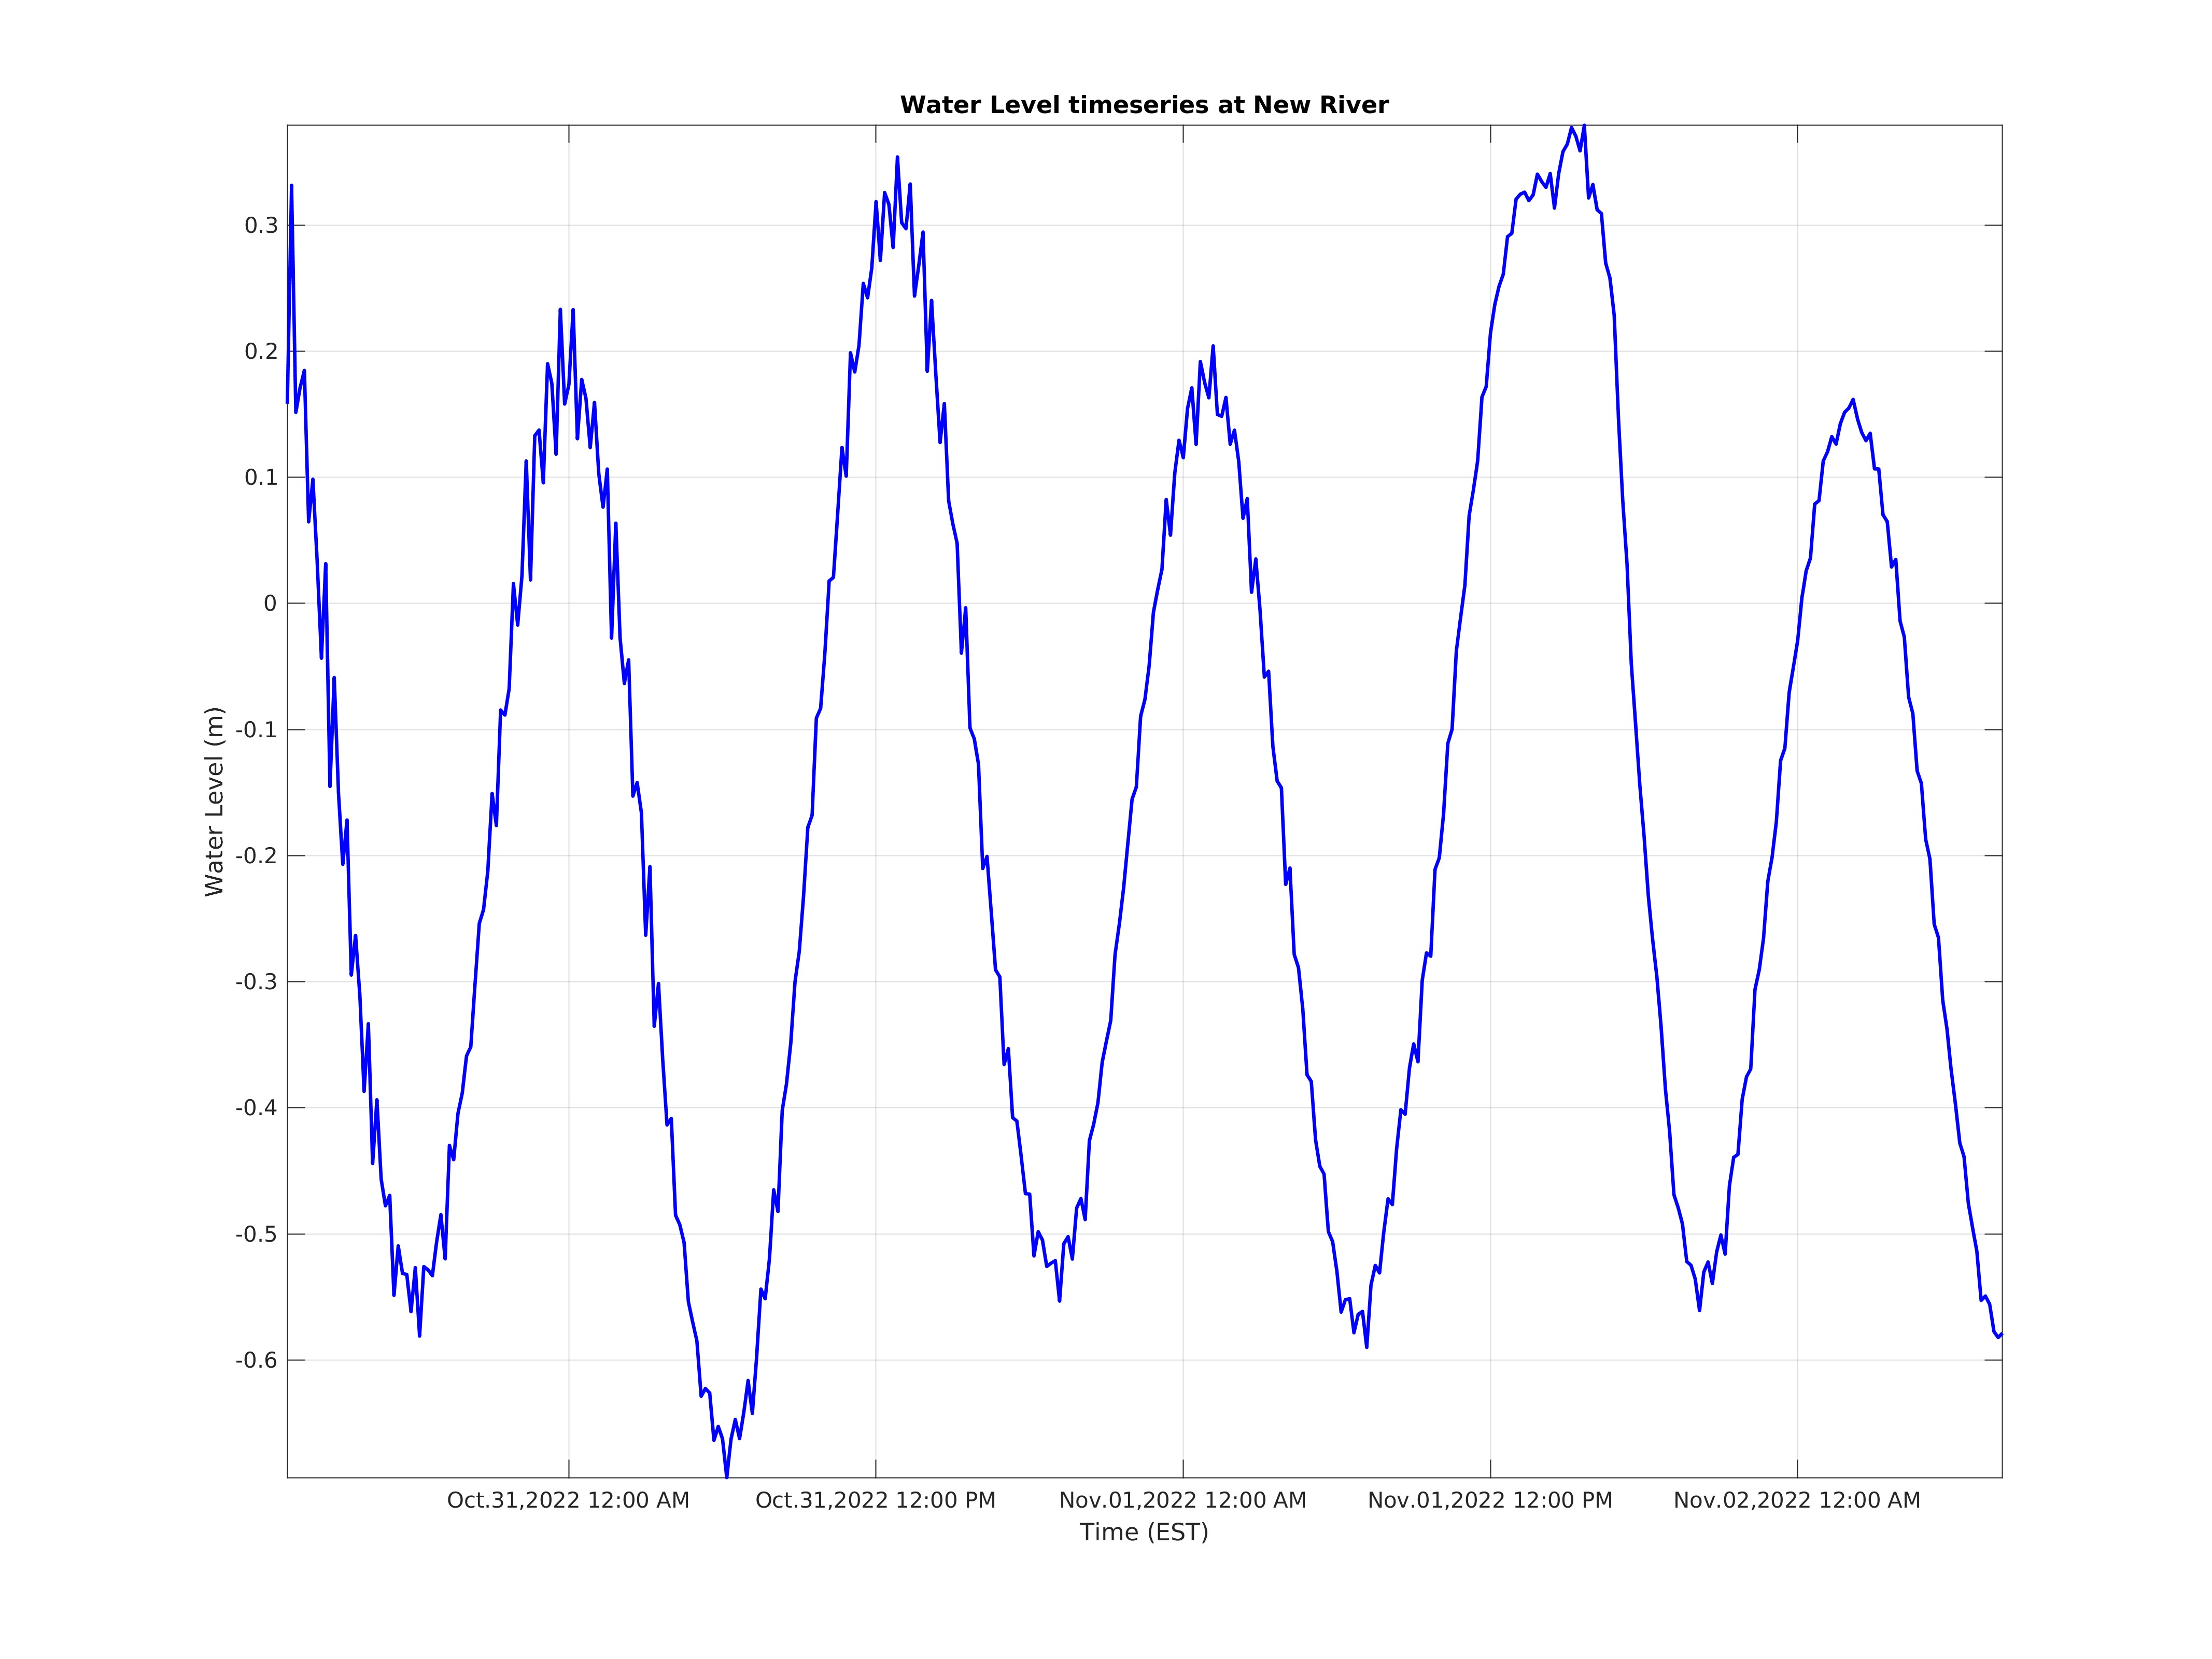 Water Level timeseries at New River
0.3
0.2
0.1
0
-0.1
-0.2
-0.3
-0.4
-0.5
-0.6
Water Level (m)
Oct.31,2022 12:00 AM
Oct.31,2022 12:00 PM
Nov.01,2022 12:00 AM
Nov.01,2022 12:00 PM
Nov.02,2022 12:00 AM
Time (EST)